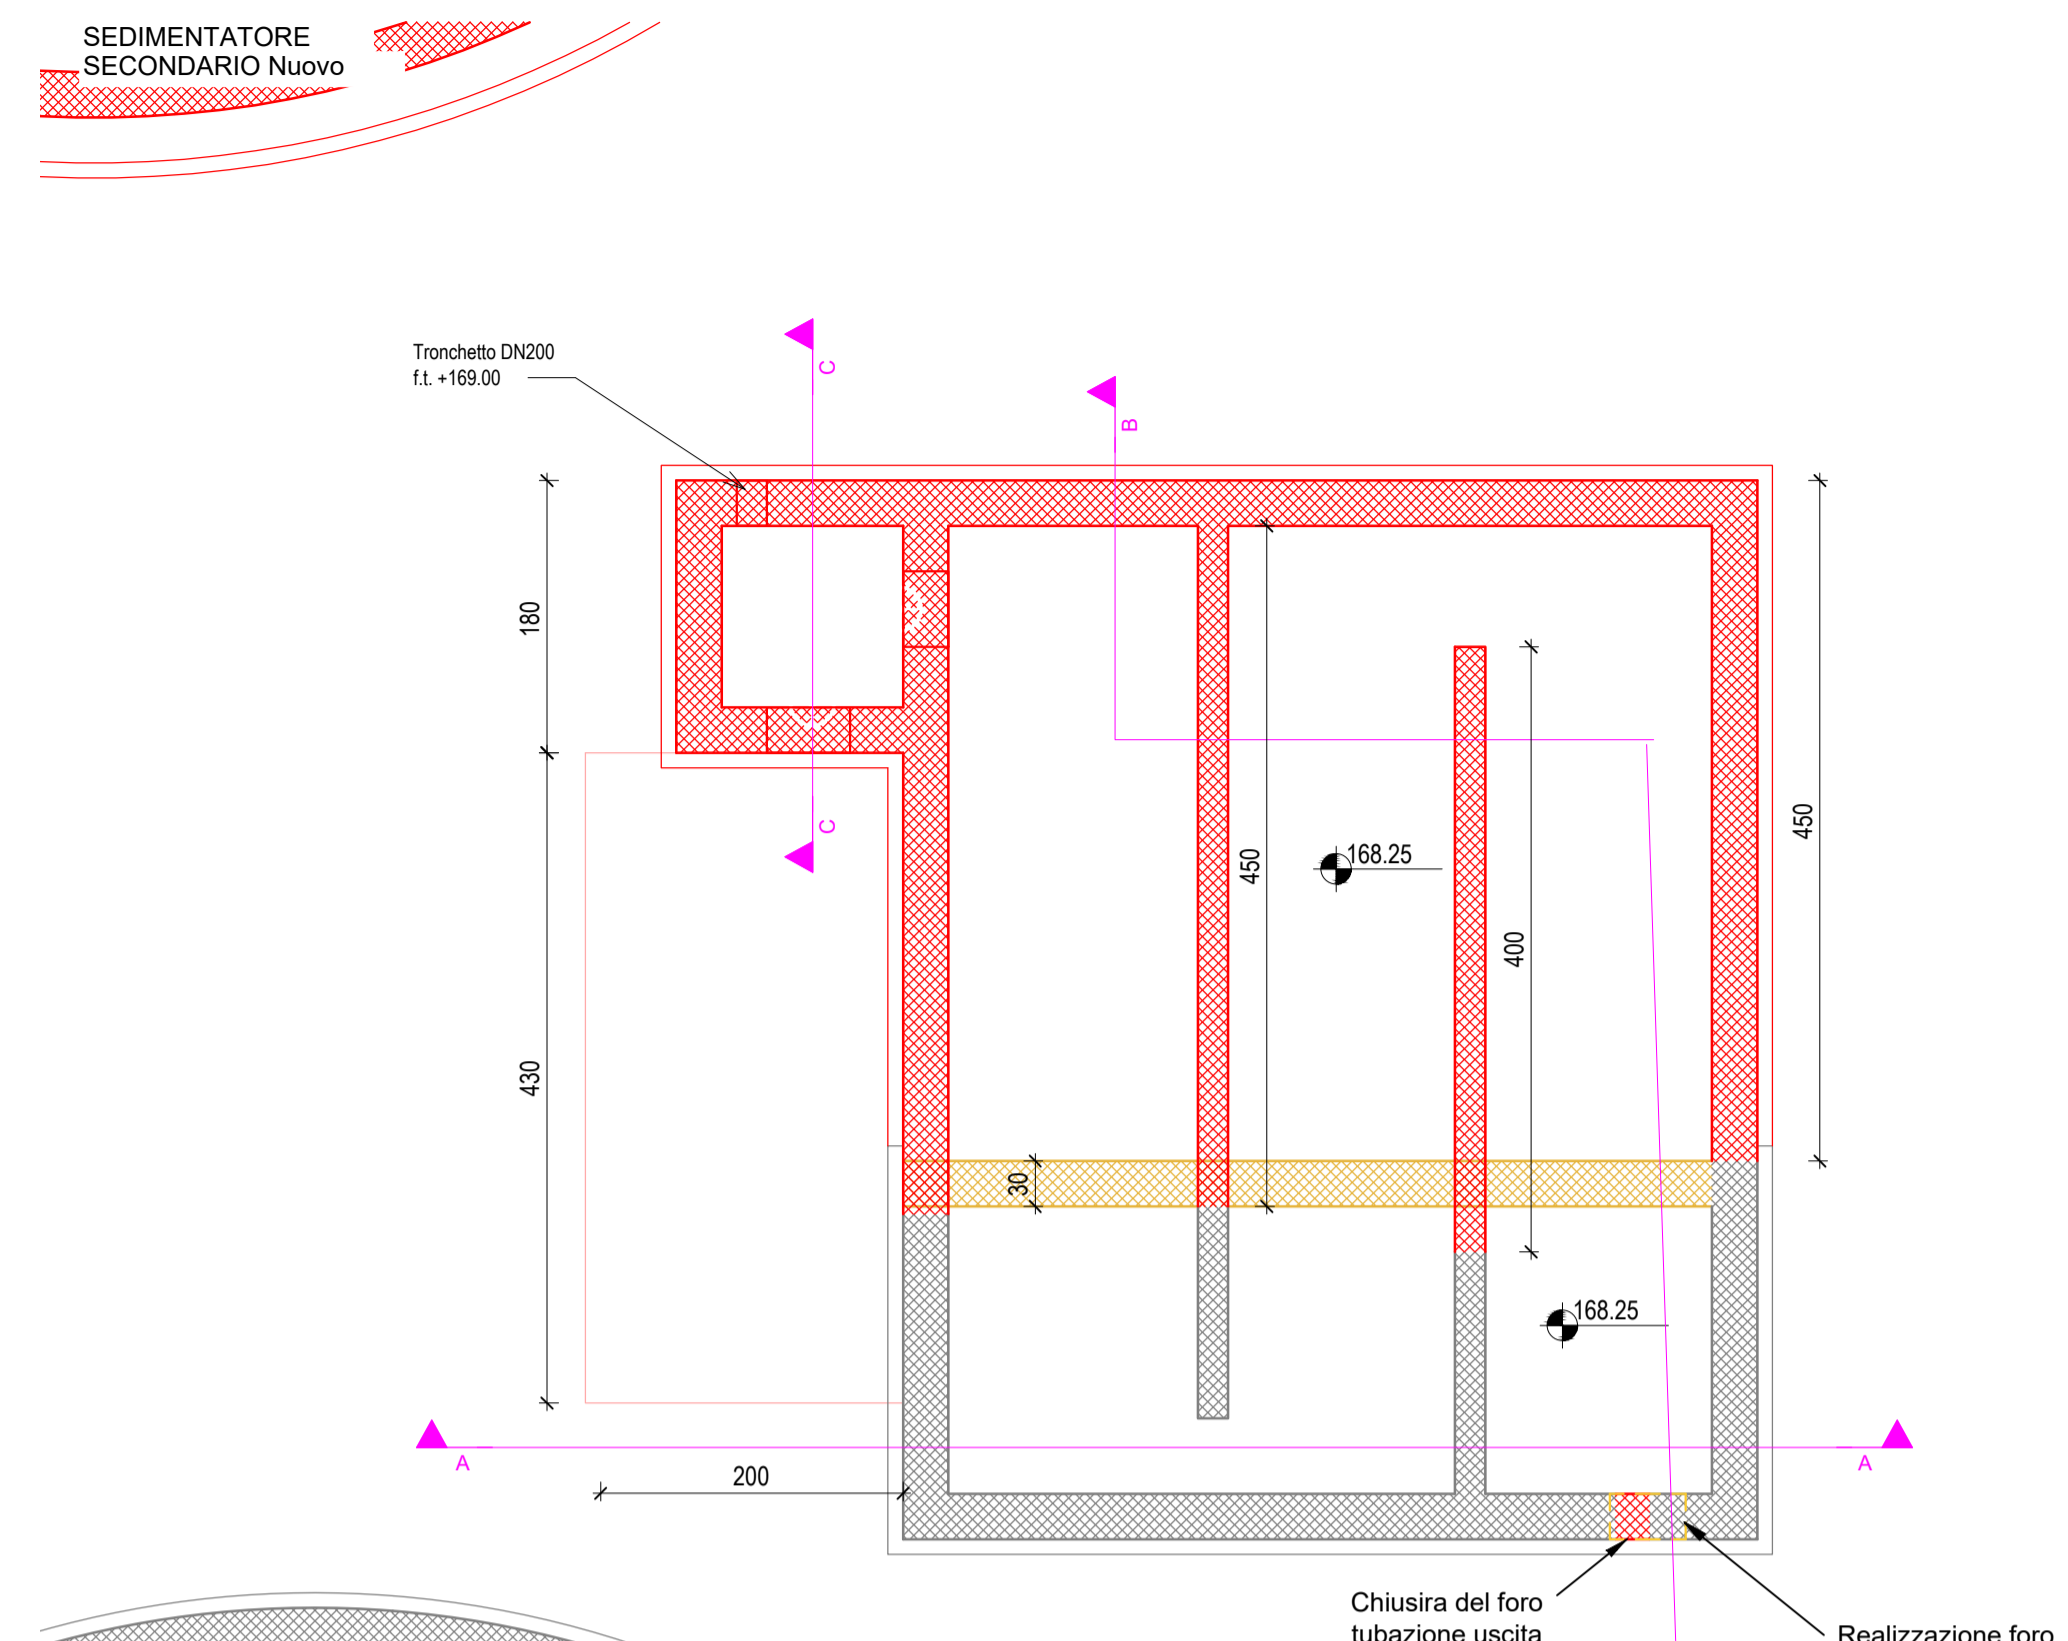 SEDIMENTATORE
SECONDARIO Nuovo
Tronchetto DN200
f.t. +169.00
C
B
180
450
C
450
168.25
400
430
30
168.25
A
A
200
Chiusira del foro
tubazione uscita
Realizzazione foro